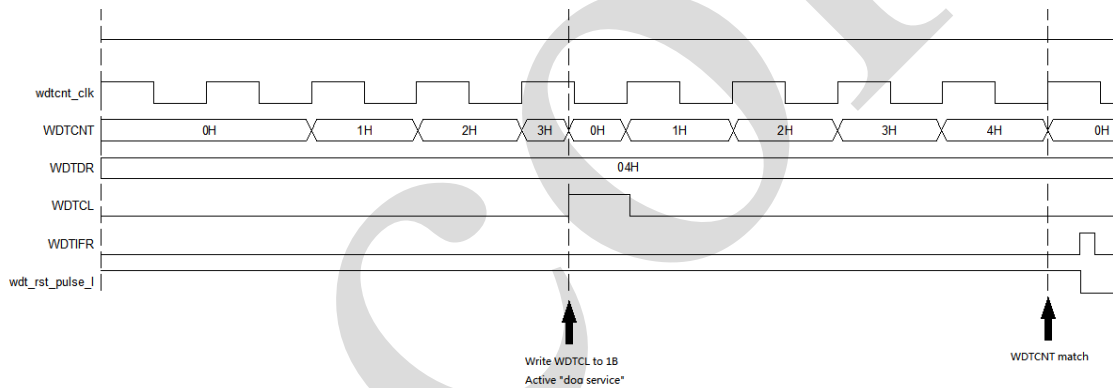 wdtcnt_clk
WDTCNT 0H 1H 2H 3H 0H 1H 2H 3H 4H 0H
WDTDR 04H
WDTCL
WDTIFR
wdt_rst_pulse_l
Write WDTCL to 1B
Active "dog service"
WDTCNT match